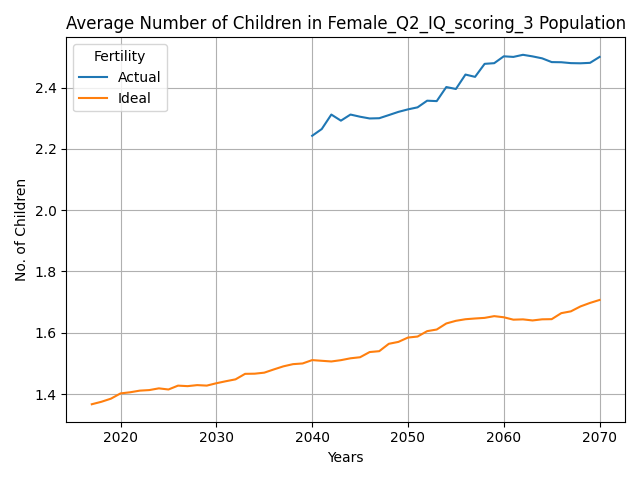 Average Number of Children in Female_Q2_IQ_scoring_3 Population
Fertility
Actual
Ideal
No. of Children
2.4
2.2
2.0
1.8
1.6
1.4
2020 2030 2040 2050 2060 2070
Years